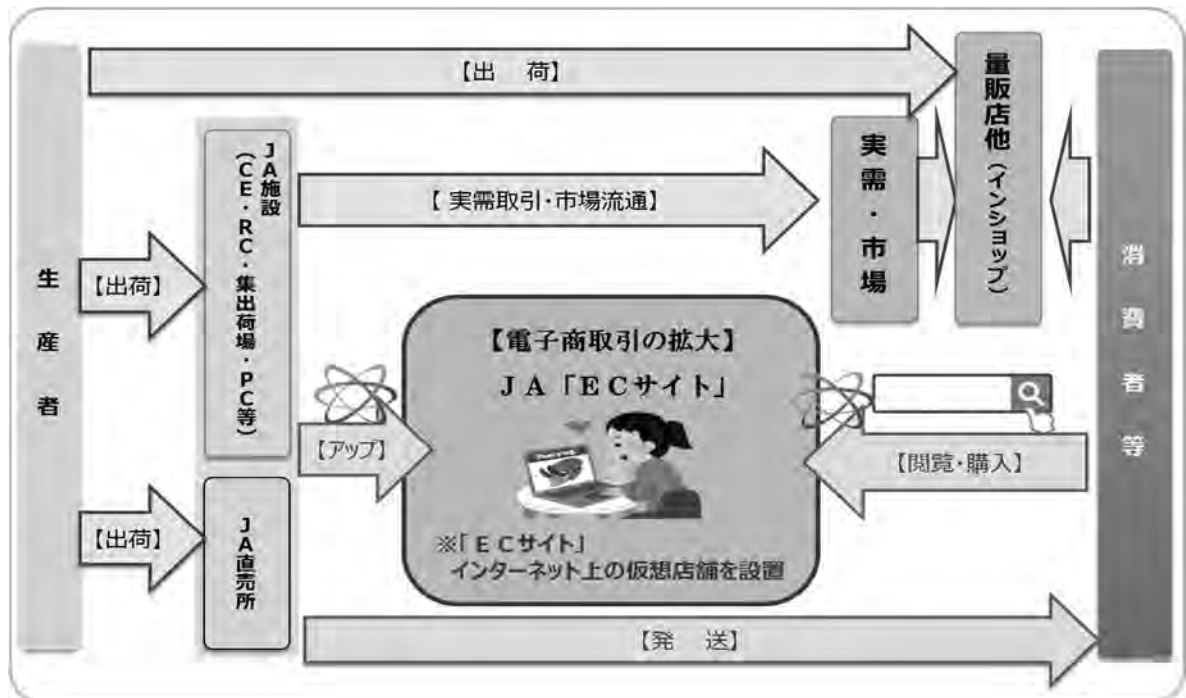 生産者
【出 荷】
【出荷】
JA施設
(CE・RC・集出荷場・PC等)
【実需取引・市場流通】
実需・市場
量販店他(インショップ)
消費者等
【電子商取引の拡大】
JA「ECサイト」
【アップ】
【閲覧・購入】
※「ECサイト」
インターネット上の仮想店舗を設置
【出荷】
JA直売所
【発 送】